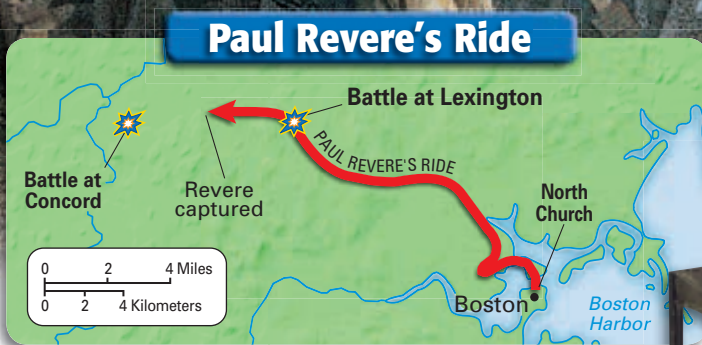 Paul Revere's Ride
Battle at Lexington
PAUL REVERE'S RIDE
Battle at
Concord
Revere
captured
North
Church
0 2 4 Miles
0 2 4 Kilometers
Boston
Boston
Harbor